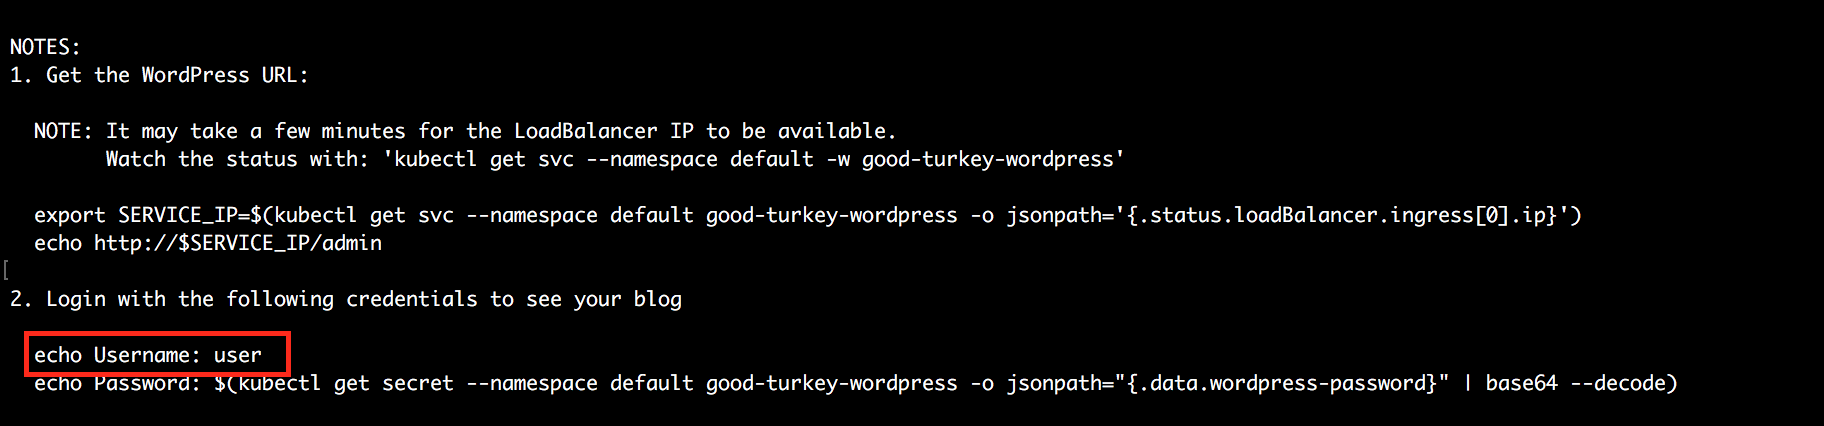 NOTES:
1. Get the WordPress URL:
NOTE: It may take a few minutes for the LoadBalancer IP to be available.
Watch the status with: 'kubectl get svc --namespace default -w good-turkey-wordpress'
export SERVICE_IP=$(kubectl get svc --namespace default good-turkey-wordpress -o jsonpath='{.status.loadBalancer.ingress[0].ip}')
echo http://$SERVICE_IP/admin
[
2. Login with the following credentials to see your blog
echo Username: user
echo Password: $(kubectl get secret --namespace default good-turkey-wordpress -o jsonpath="{.data.wordpress-password}" | base64 --decode)